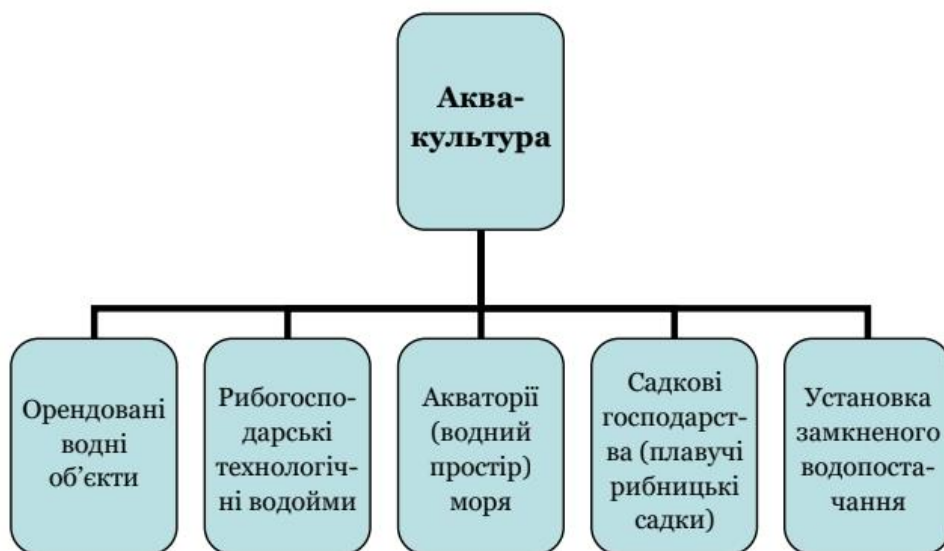 Аква-
культура
Орендовані
водні
об’єкти
Рибогоспо-
дарські
технологіч-
ні водойми
Акваторії
(водний
простір)
моря
Садкові
господарст-
ва (плавучі
рибницькі
садки)
Установка
замкненого
водопоста-
чання